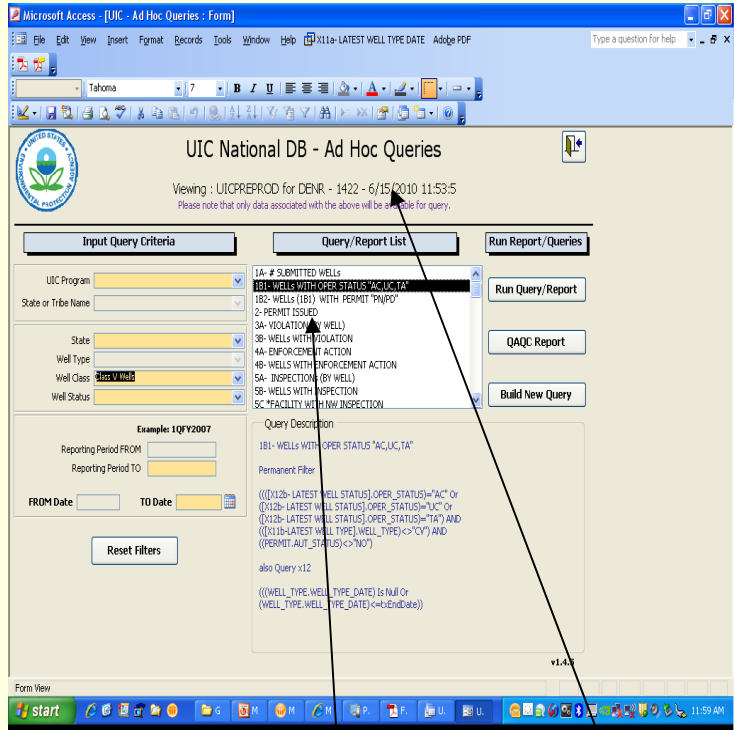 Microsoft Access - [UIC - Ad Hoc Queries : Form]
File Edit View Insert Format Records Tools Window Help X11a- LATEST WELL TYPE DATE Adobe PDF Type a question for help
Tahoma 7 B I U
UNITED STATES
ENVIRONMENTAL PROTECTION AGENCY
UIC National DB - Ad Hoc Queries
Viewing : UICPREPROD for DENR - 1422 - 6/15/2010 11:53:5
Please note that only data associated with the above will be available for query.
Input Query Criteria
Query/Report List
Run Report/Queries
UIC Program
State or Tribe Name
State
Well Type
Well Class Class V Wells
Well Status
Example: 1QFY2007
Reporting Period FROM
Reporting Period TO
FROM Date TO Date
Reset Filters
1A- # SUBMITTED WELLs
1B1- WELLs WITH OPER STATUS "AC,UC,TA"
1B2- WELLs (1B1) WITH PERMIT "PN/PD"
2- PERMIT ISSUED
3A- VIOLATION (BY WELL)
3B- WELLs WITH VIOLATION
4A- ENFORCEMENT ACTION
4B- WELLS WITH ENFORCEMENT ACTION
5A- INSPECTIONs (BY WELL)
5B- WELLS WITH INSPECTION
5C *FACILITY WITH NW INSPECTION
Query Description
1B1- WELLs WITH OPER STATUS "AC,UC,TA"
Permanent Filter
((([X12b- LATEST WELL STATUS].OPER_STATUS)="AC" Or
([X12b- LATEST WELL STATUS].OPER_STATUS)="UC" Or
([X12b- LATEST WELL STATUS].OPER_STATUS)="TA") AND
(([X11b-LATEST WELL TYPE].WELL_TYPE)<>"CV") AND
((PERMIT.AUT_STATUS)<>"NO")
also Query x12
(((WELL_TYPE.WELL_TYPE_DATE) Is Null Or
(WELL_TYPE.WELL_TYPE_DATE)<=txEndDate))
Run Query/Report
QAQC Report
Build New Query
v1.4.5
Form View
start G M M M P. F. U. U. 11:59 AM